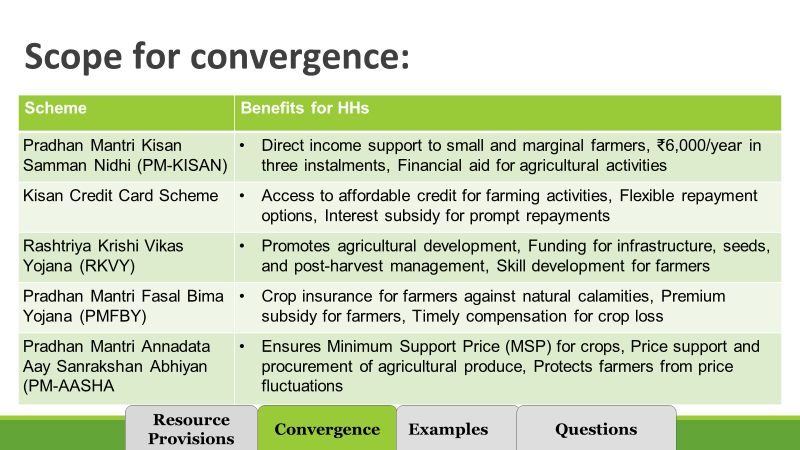 Scope for convergence:
Scheme
Benefits for HHs
Pradhan Mantri Kisan
Samman Nidhi (PM-KISAN)
• Direct income support to small and marginal farmers, ₹6,000/year in
three instalments, Financial aid for agricultural activities
Kisan Credit Card Scheme
• Access to affordable credit for farming activities, Flexible repayment
options, Interest subsidy for prompt repayments
Rashtriya Krishi Vikas
Yojana (RKVY)
• Promotes agricultural development, Funding for infrastructure, seeds,
and post-harvest management, Skill development for farmers
Pradhan Mantri Fasal Bima
Yojana (PMFBY)
• Crop insurance for farmers against natural calamities, Premium
subsidy for farmers, Timely compensation for crop loss
Pradhan Mantri Annadata
Aay Sanrakshan Abhiyan
(PM-AASHA
• Ensures Minimum Support Price (MSP) for crops, Price support and
procurement of agricultural produce, Protects farmers from price
fluctuations
Resource
Provisions
Convergence
Examples
Questions